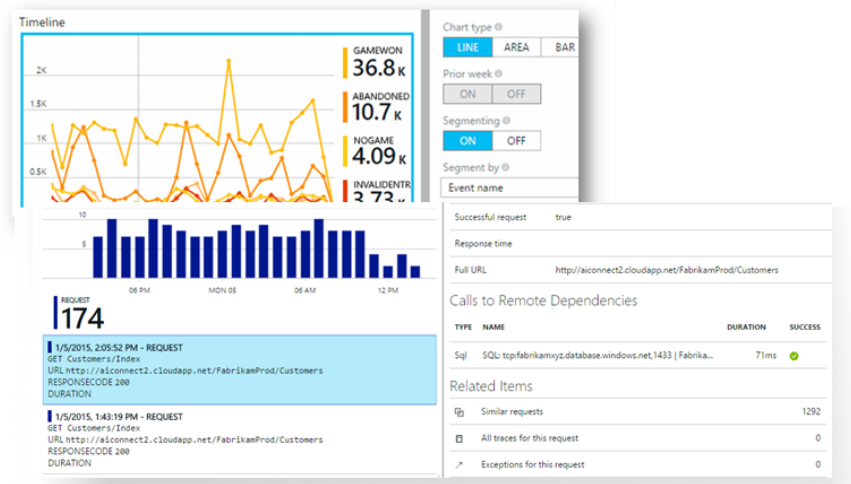 Timeline
2K
1.5K
1K
0.5K
GAMEWON
36.8 K
ABANDONED
10.7 K
NOGAME
4.09 K
INVALIDENTR
3.73 K
Chart type
LINE AREA BAR
Prior week
ON OFF
Segmenting
ON OFF
Segment by
Event name
10
5
06 PM MON 05 06 AM 12 PM
REQUEST
174
1/5/2015, 2:05:52 PM - REQUEST
GET Customers/Index
URL http://aiconnect2.cloudapp.net/FabrikamProd/Customers
RESPONSECODE 200
DURATION
1/5/2015, 1:43:19 PM - REQUEST
GET Customers/Index
URL http://aiconnect2.cloudapp.net/FabrikamProd/Customers
RESPONSECODE 200
DURATION
Successful request true
Response time
Full URL http://aiconnect2.cloudapp.net/FabrikamProd/Customers
Calls to Remote Dependencies
TYPE NAME DURATION SUCCESS
Sql SQL: tcp:fabrikamxyz.database.windows.net,1433 | Fabrika... 71ms
Related Items
Similar requests 1292
All traces for this request 0
Exceptions for this request 0